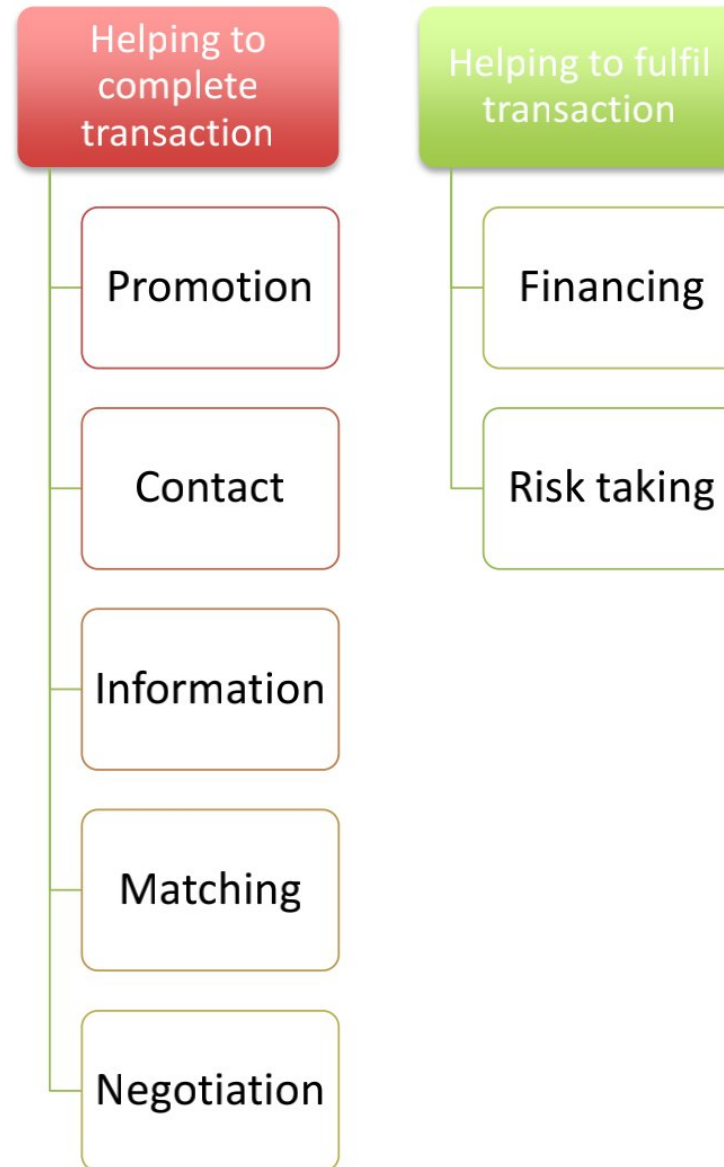 Helping to
complete
transaction
Promotion
Contact
Information
Matching
Negotiation
Helping to fulfil
transaction
Financing
Risk taking